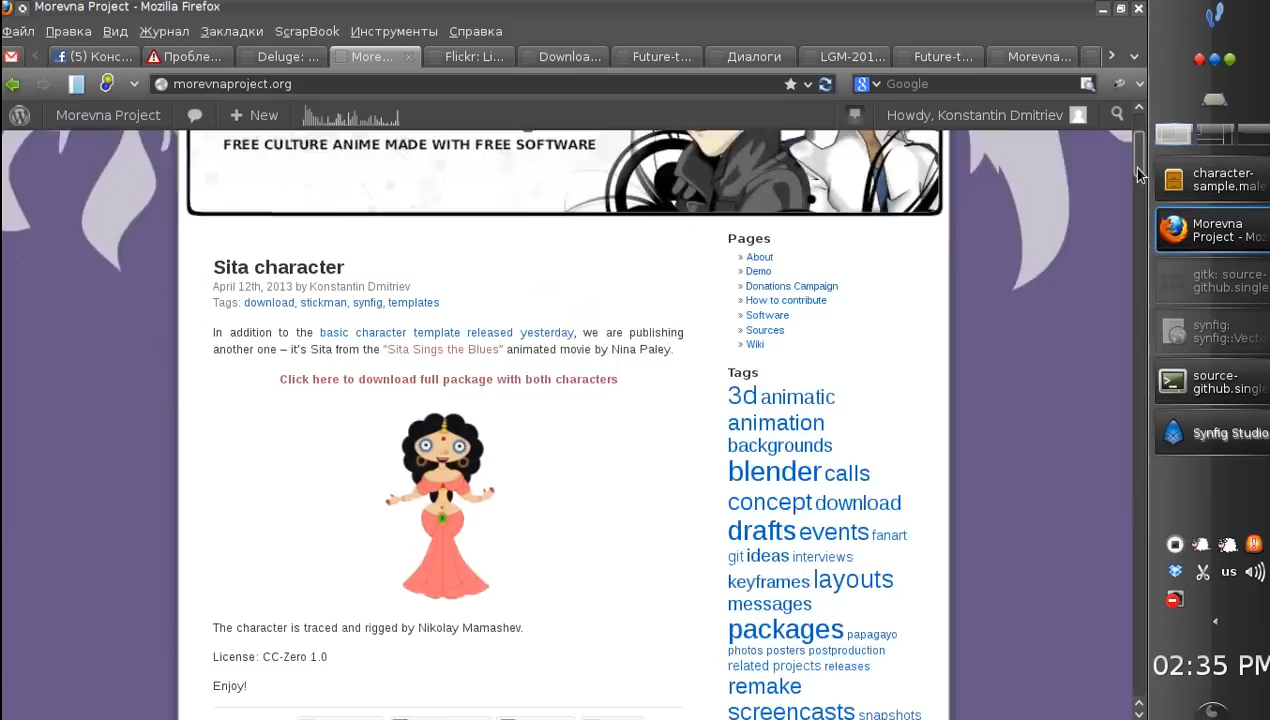 Morevna Project - Mozilla Firefox
Файл Правка Вид Журнал Закладки ScrapBook Инструменты Справка
(5) Конс... Пробле... Deluge: ... More... Flickr: Li... Downloa... Future-t... Диалоги LGM-201... Future-t... Morevna...
morevnaproject.org Google
Morevna Project + New Howdy, Konstantin Dmitriev
FREE CULTURE ANIME MADE WITH FREE SOFTWARE
Sita character
April 12th, 2013 by Konstantin Dmitriev
Tags: download, stickman, synfig, templates
In addition to the basic character template released yesterday, we are publishing
another one – it's Sita from the "Sita Sings the Blues" animated movie by Nina Paley.
Click here to download full package with both characters
The character is traced and rigged by Nikolay Mamashev.
License: CC-Zero 1.0
Enjoy!
Pages
» About
» Demo
» Donations Campaign
» How to contribute
» Software
» Sources
» Wiki
Tags
3d animatic
animation
backgrounds
blender calls
concept download
drafts events fanart
git ideas interviews
keyframes layouts
messages
packages papagayo
photos posters postproduction
related projects releases
remake
screencasts snapshots
character-
sample.male
Morevna
Project - Moz
gitk: source-
github.single
synfig:
synfig::Vect
source-
github.single
Synfig Studio
us
02:35 PM